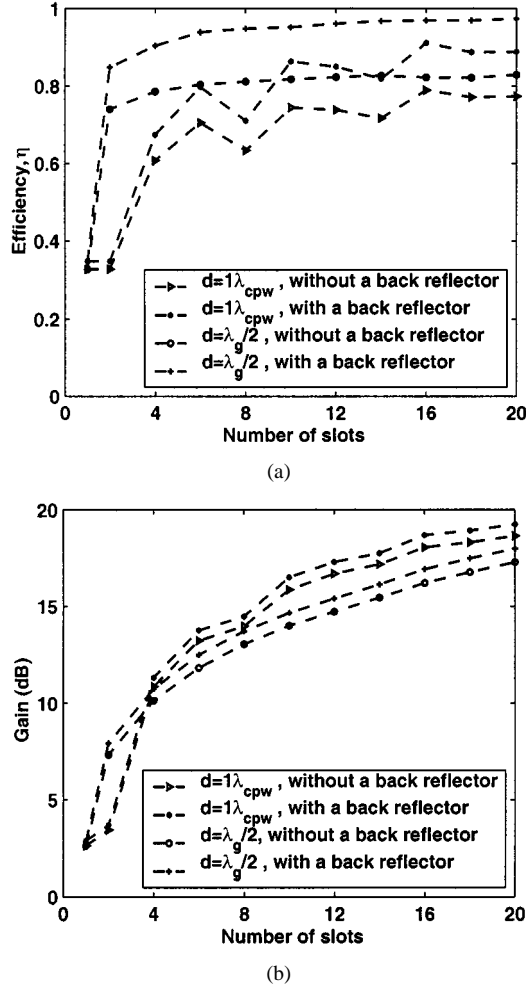 1
0.8
0.6
0.4
0.2
0
Efficiency, η
d=1λcpw , without a back reflector
d=1λcpw , with a back reflector
d=λg/2 , without a back reflector
d=λg/2 , with a back reflector
0 4 8 12 16 20
Number of slots
(a)
20
15
10
5
0
Gain (dB)
d=1λcpw , without a back reflector
d=1λcpw , with a back reflector
d=λg/2, without a back reflector
d=λg/2 , with a back reflector
0 4 8 12 16 20
Number of slots
(b)